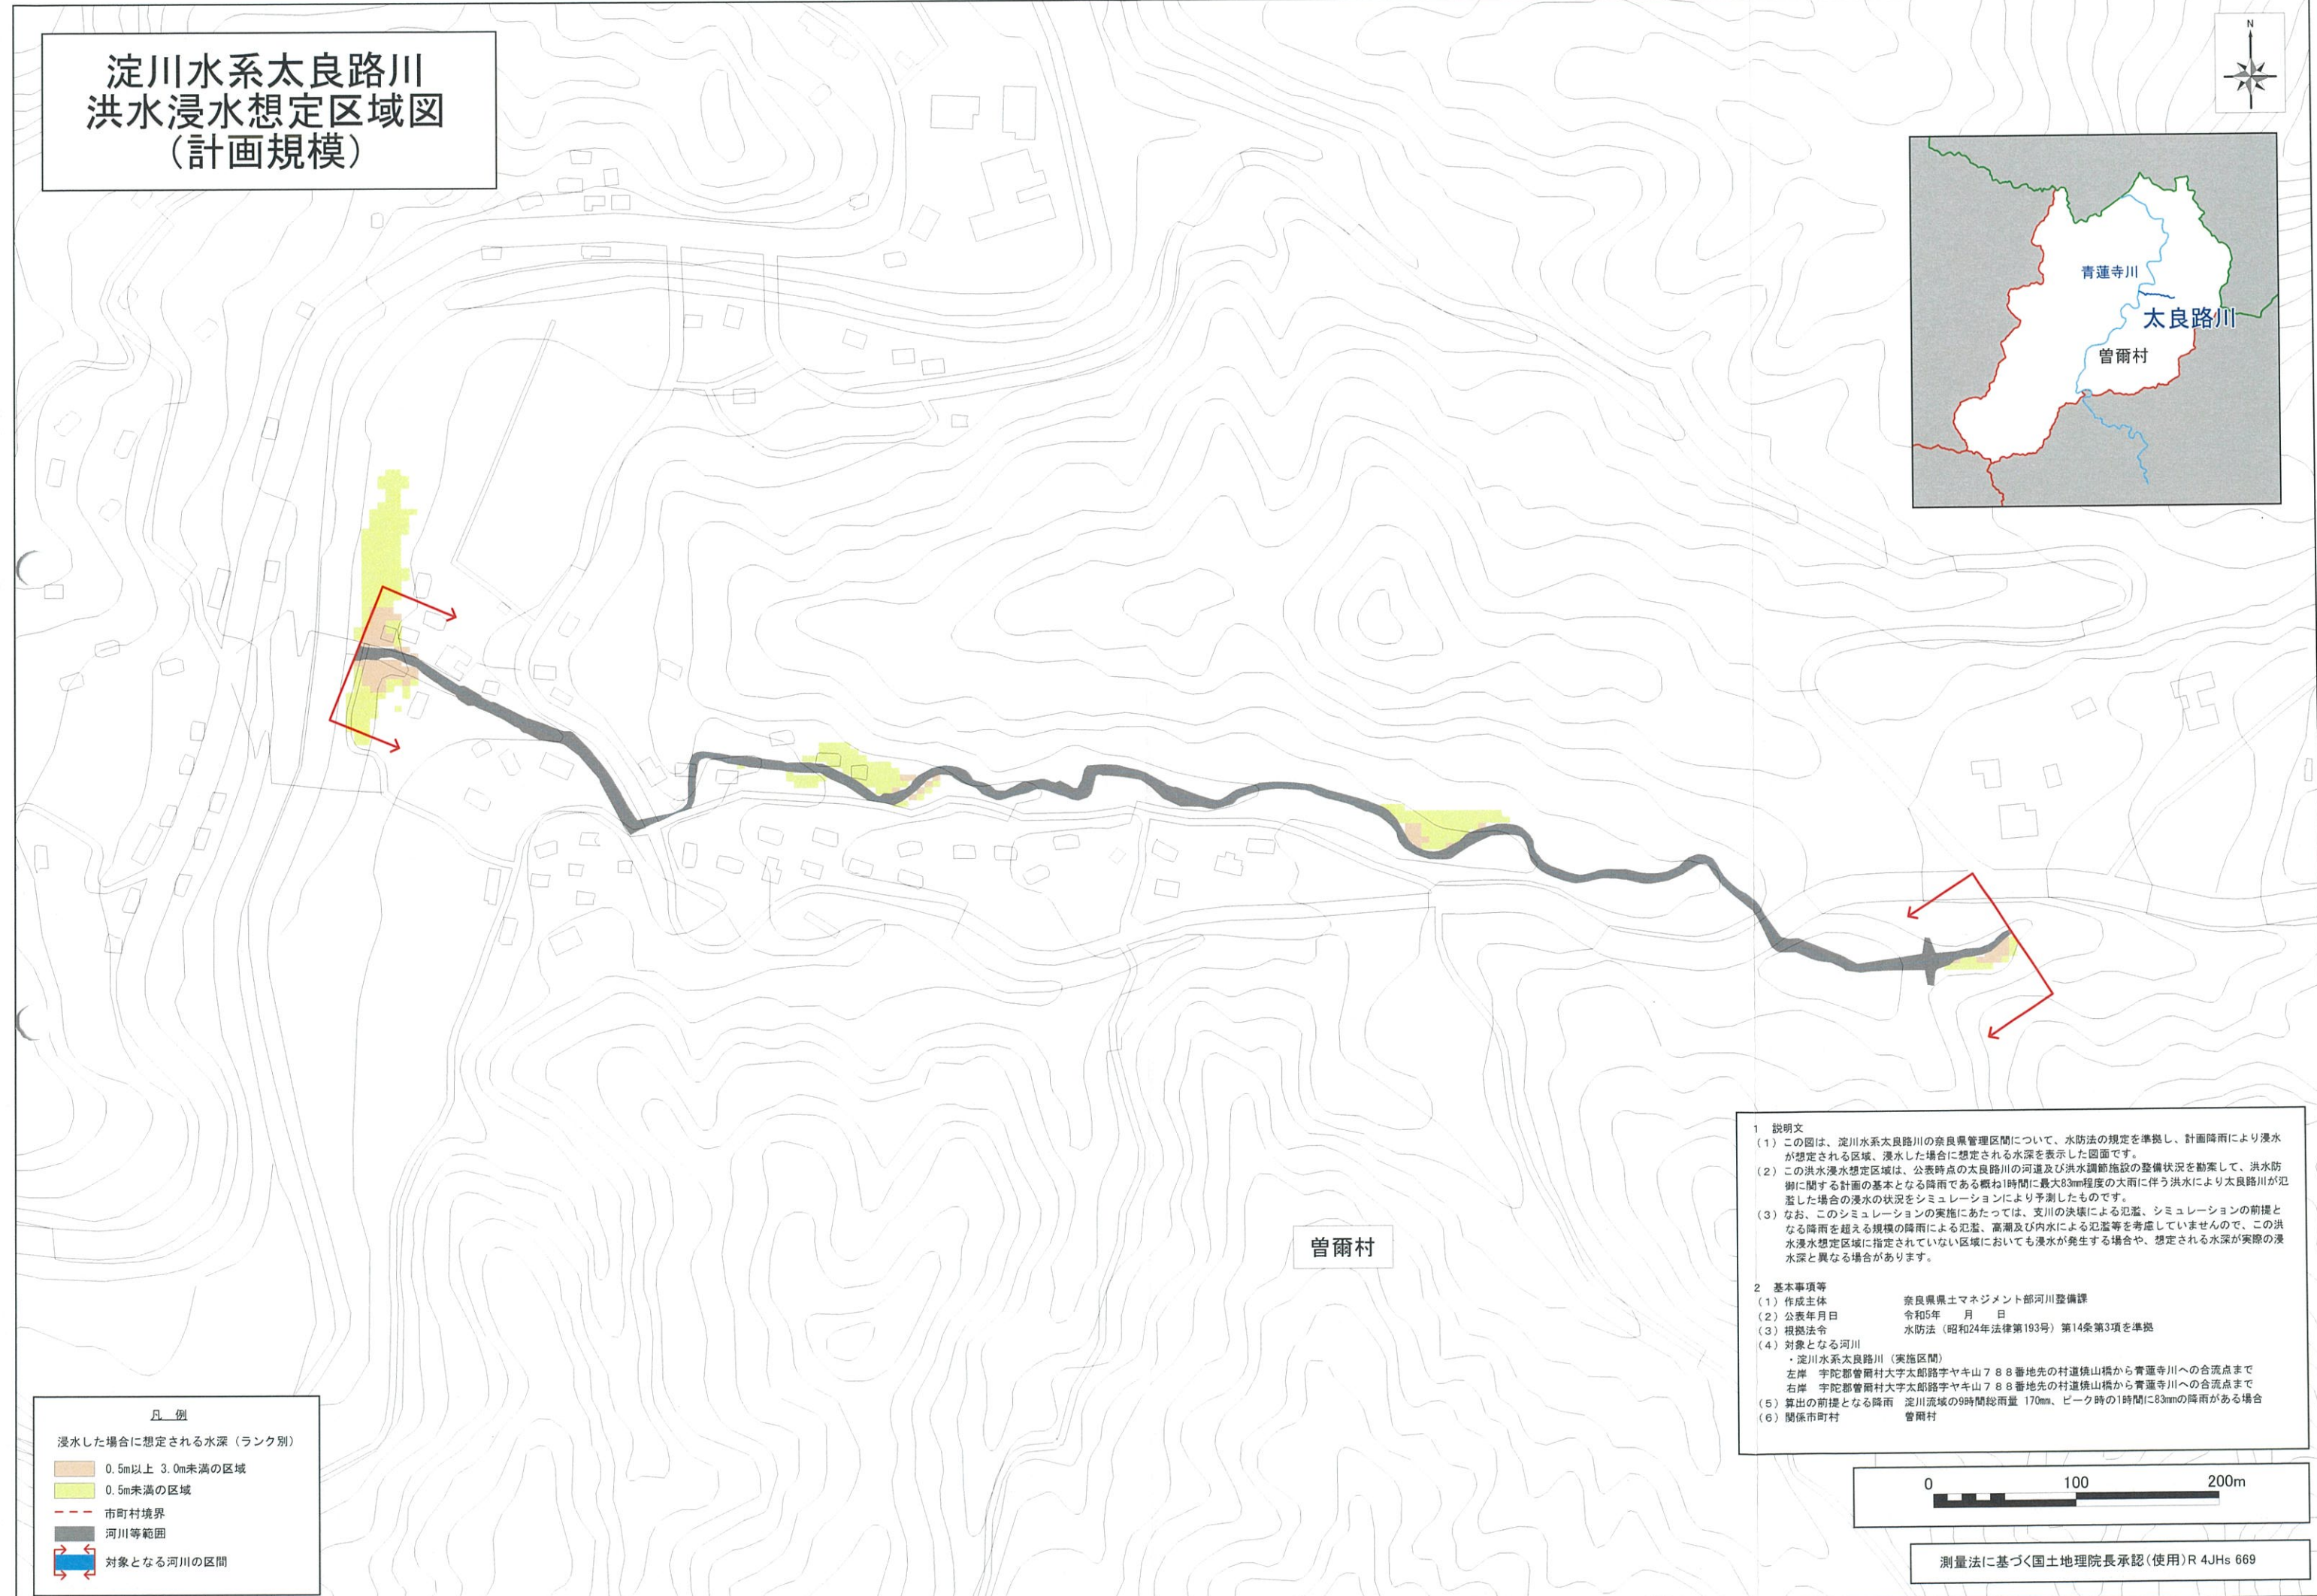 淀川水系太良路川
洪水浸水想定区域図
（計画規模）
N
青蓮寺川
太良路川
曽爾村
曽爾村
1　説明文
（1）この図は、淀川水系太良路川の奈良県管理区間について、水防法の規定を準拠し、計画降雨により浸水
が想定される区域、浸水した場合に想定される水深を表示した図面です。
（2）この洪水浸水想定区域は、公表時点の太良路川の河道及び洪水調節施設の整備状況を勘案して、洪水防
御に関する計画の基本となる降雨である概ね1時間に最大83mm程度の大雨に伴う洪水により太良路川が氾
濫した場合の浸水の状況をシミュレーションにより予測したものです。
（3）なお、このシミュレーションの実施にあたっては、支川の決壊による氾濫、シミュレーションの前提と
なる降雨を超える規模の降雨による氾濫、高潮及び内水による氾濫等を考慮していませんので、この洪
水浸水想定区域に指定されていない区域においても浸水が発生する場合や、想定される水深が実際の浸
水深と異なる場合があります。
2　基本事項等
（1）作成主体　奈良県県土マネジメント部河川整備課
（2）公表年月日　令和5年　月　日
（3）根拠法令　水防法（昭和24年法律第193号）第14条第3項を準拠
（4）対象となる河川
・淀川水系太良路川（実施区間）
左岸　宇陀郡曽爾村大字太郎路字ヤキ山７８８番地先の村道焼山橋から青蓮寺川への合流点まで
右岸　宇陀郡曽爾村大字太郎路字ヤキ山７８８番地先の村道焼山橋から青蓮寺川への合流点まで
（5）算出の前提となる降雨　淀川流域の9時間総雨量 170mm、ピーク時の1時間に83mmの降雨がある場合
（6）関係市町村　曽爾村
凡 例
浸水した場合に想定される水深（ランク別）
0.5m以上 3.0m未満の区域
0.5m未満の区域
市町村境界
河川等範囲
対象となる河川の区間
0 100 200m
測量法に基づく国土地理院長承認（使用）R 4JHs 669